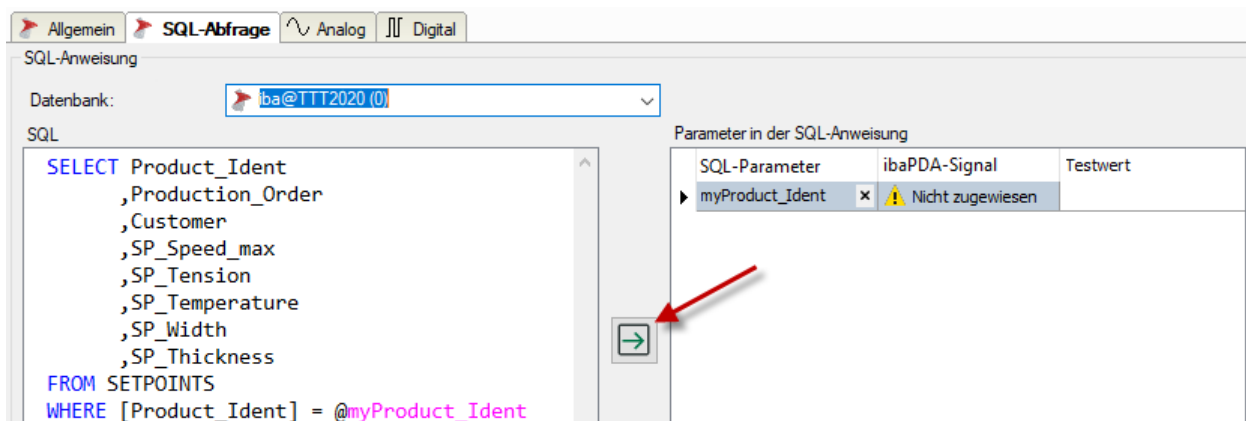 Allgemein SQL-Abfrage Analog Digital
SQL-Anweisung
Datenbank: iba@TTT2020 (0)
SQL
SELECT Product_Ident
,Production_Order
,Customer
,SP_Speed_max
,SP_Tension
,SP_Temperature
,SP_Width
,SP_Thickness
FROM SETPOINTS
WHERE [Product_Ident] = @myProduct_Ident
Parameter in der SQL-Anweisung
SQL-Parameter ibaPDA-Signal Testwert
myProduct_Ident Nicht zugewiesen